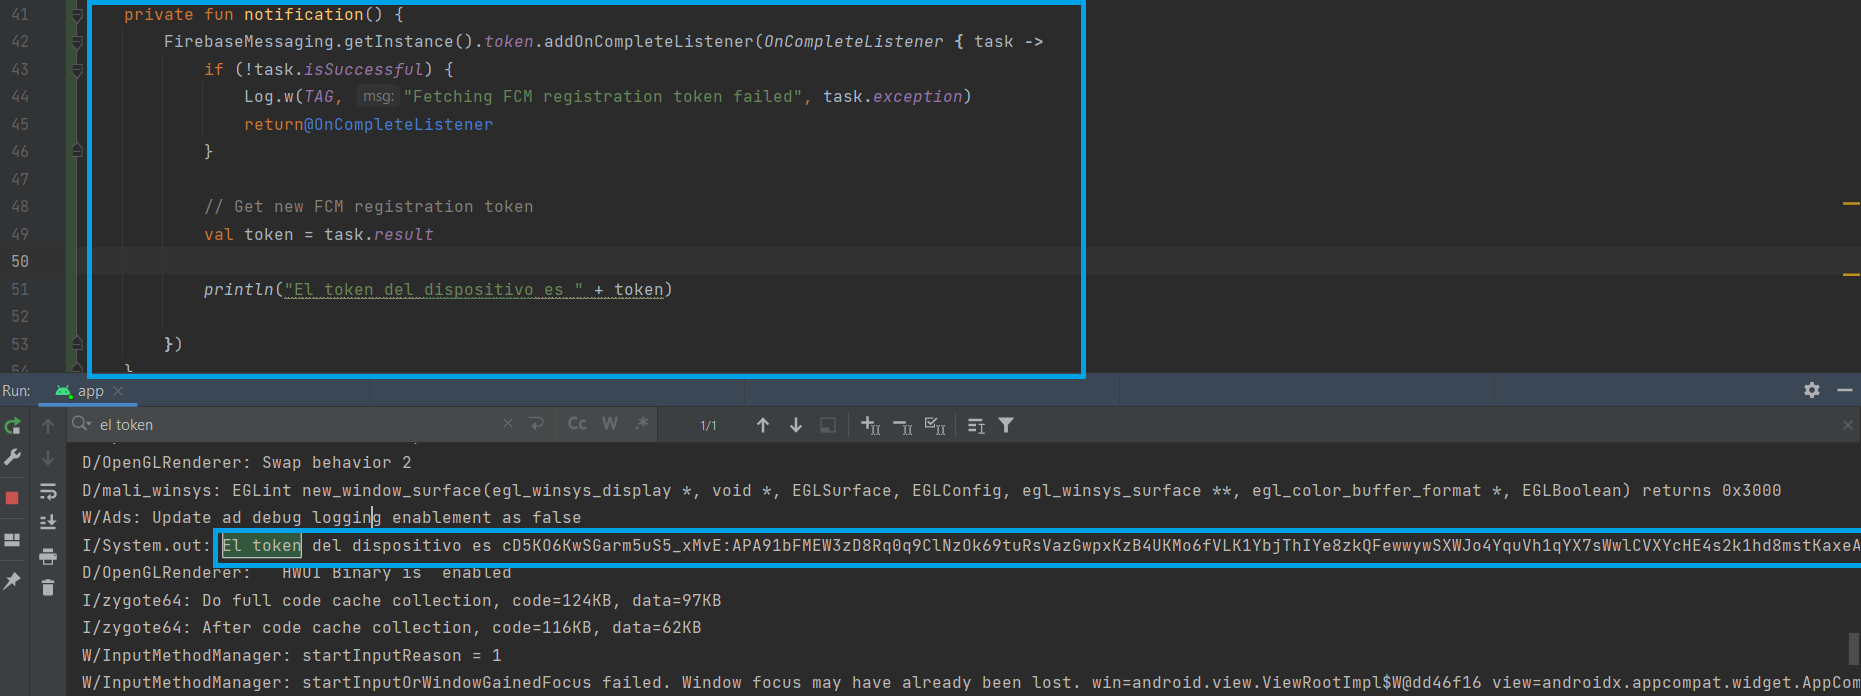 41 private fun notification() {
42 FirebaseMessaging.getInstance().token.addOnCompleteListener(OnCompleteListener { task ->
43 if (!task.isSuccessful) {
44 Log.w(TAG, msg: "Fetching FCM registration token failed", task.exception)
45 return@OnCompleteListener
46 }
47
48 // Get new FCM registration token
49 val token = task.result
50
51 println("El token del dispositivo es " + token)
52
53 })
54 }
Run: app
el token Cc W .* 1/1
D/OpenGLRenderer: Swap behavior 2
D/mali_winsys: EGLint new_window_surface(egl_winsys_display *, void *, EGLSurface, EGLConfig, egl_winsys_surface **, egl_color_buffer_format *, EGLBoolean) returns 0x3000
W/Ads: Update ad debug logging enablement as false
I/System.out: El token del dispositivo es cD5KO6KwSGarm5uS5_xMvE:APA91bFMEW3zD8Rq0q9ClNzOk69tuRsVazGwpxKzB4UKMo6fVLK1YbjThIYe8zkQFewwywSXWJo4YquVh1qYX7sWwlCVXYcHE4s2k1hd8mstKaxeA
D/OpenGLRenderer: HWUI Binary is enabled
I/zygote64: Do full code cache collection, code=124KB, data=97KB
I/zygote64: After code cache collection, code=116KB, data=62KB
W/InputMethodManager: startInputReason = 1
W/InputMethodManager: startInputOrWindowGainedFocus failed. Window focus may have already been lost. win=android.view.ViewRootImpl$W@dd46f16 view=androidx.appcompat.widget.AppCom